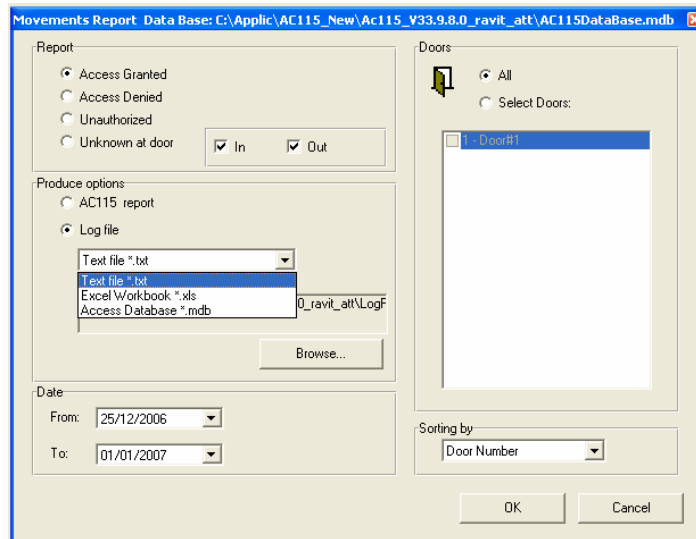 Movements Report Data Base: C:\Applic\AC115_New\Ac115_V33.9.8.0_ravit_att\AC115DataBase.mdb
Report
Access Granted
Access Denied
Unauthorized
Unknown at door
In
Out
Produce options
AC115 report
Log file
Text file *.txt
Text file *.txt
Excel Workbook *.xls
Access Database *.mdb
0_ravit_att\LogF
Browse...
Date
From:
25/12/2006
To:
01/01/2007
Doors
All
Select Doors:
1 - Door#1
Sorting by
Door Number
OK
Cancel